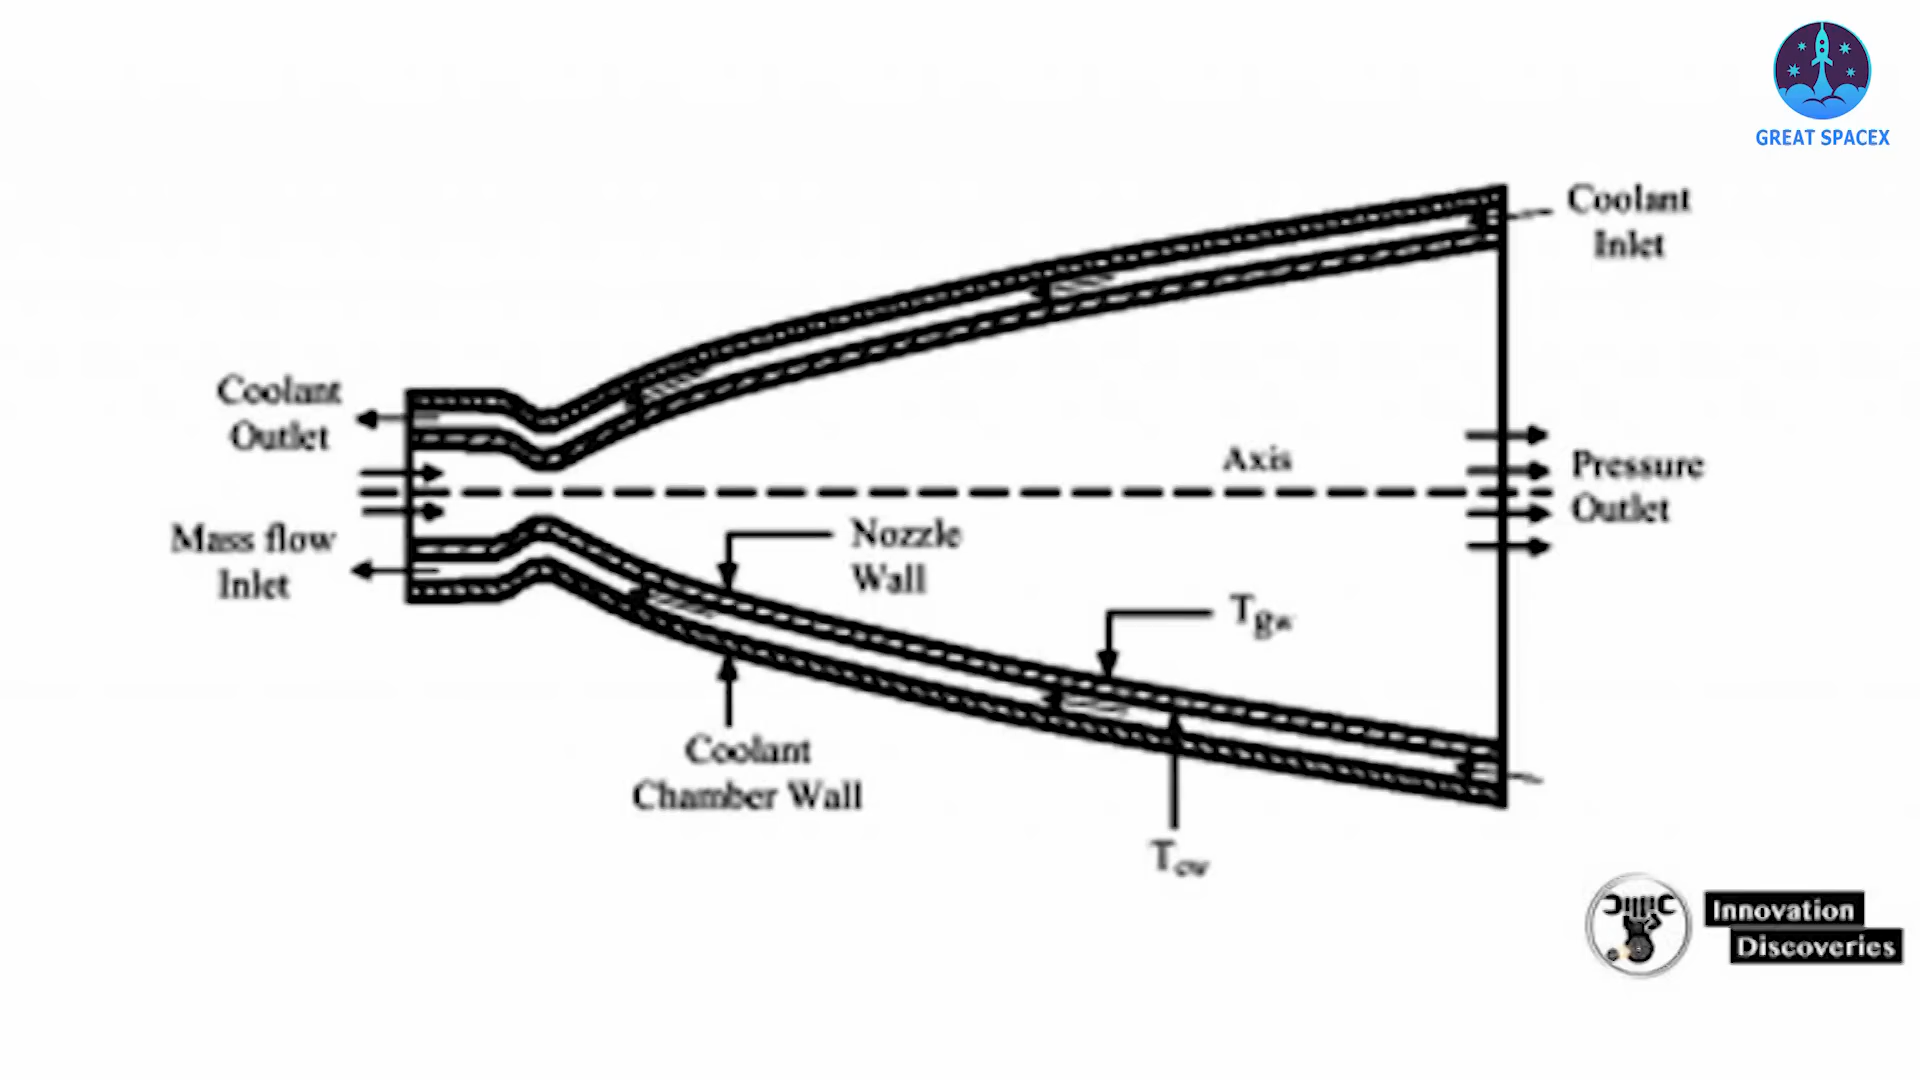 GREAT SPACEX
Coolant
Inlet
Coolant
Outlet
Axis
Pressure
Outlet
Mass flow
Inlet
Nozzle
Wall
Tgw
Coolant
Chamber Wall
Tcw
Innovation
Discoveries